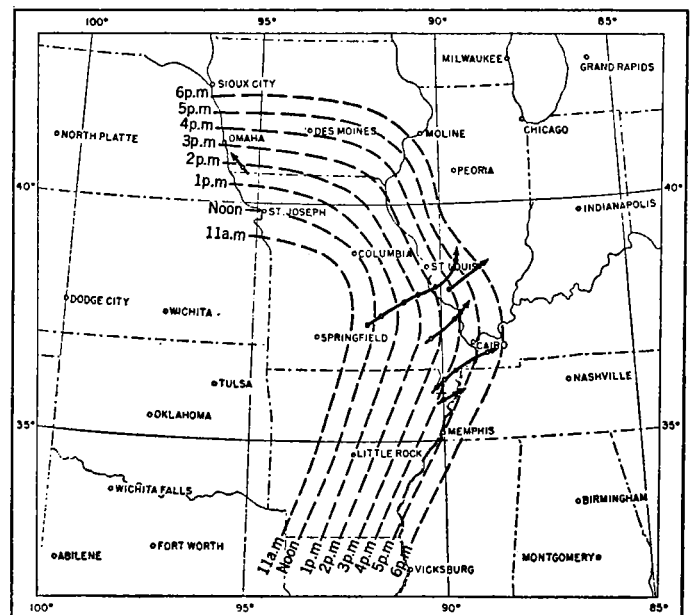 100°
95°
90°
85°
MILWAUKEE
GRAND RAPIDS
SIOUX CITY
6p.m
5p.m
4p.m
DES MOINES
MOLINE
CHICAGO
NORTH PLATTE
OMAHA
3p.m
2p.m
PEORIA
1p.m
40°
40°
Noon
ST. JOSEPH
INDIANAPOLIS
11a.m
COLUMBIA
ST LOUIS
DODGE CITY
WICHITA
SPRINGFIELD
CAIRO
TULSA
NASHVILLE
OKLAHOMA
35°
35°
MEMPHIS
LITTLE ROCK
WICHITA FALLS
BIRMINGHAM
ABILENE
FORT WORTH
11a.m
Noon
1p.m
2p.m
3p.m
4p.m
5p.m
6p.m
VICKSBURG
MONTGOMERY
100°
95°
90°
85°